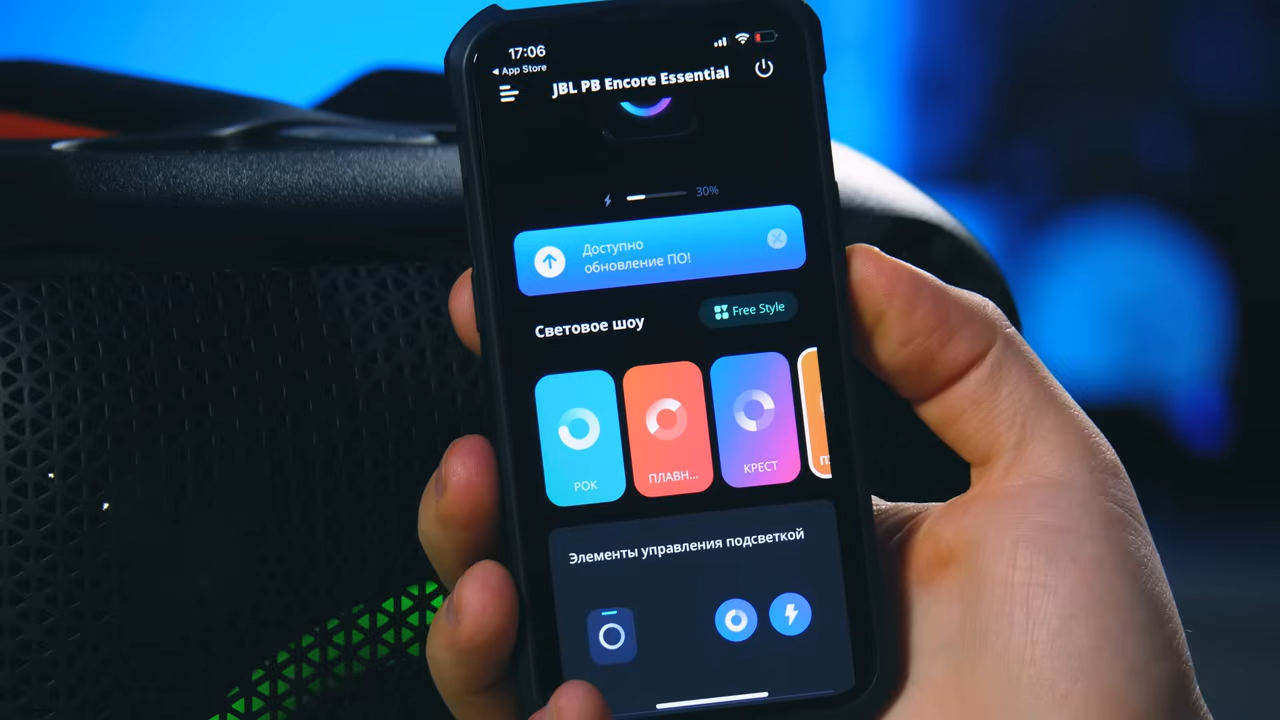 17:06
◀ App Store
JBL PB Encore Essential
30%
Доступно
обновление ПО!
Световое шоу
Free Style
РОК
ПЛАВН...
КРЕСТ
Элементы управления подсветкой